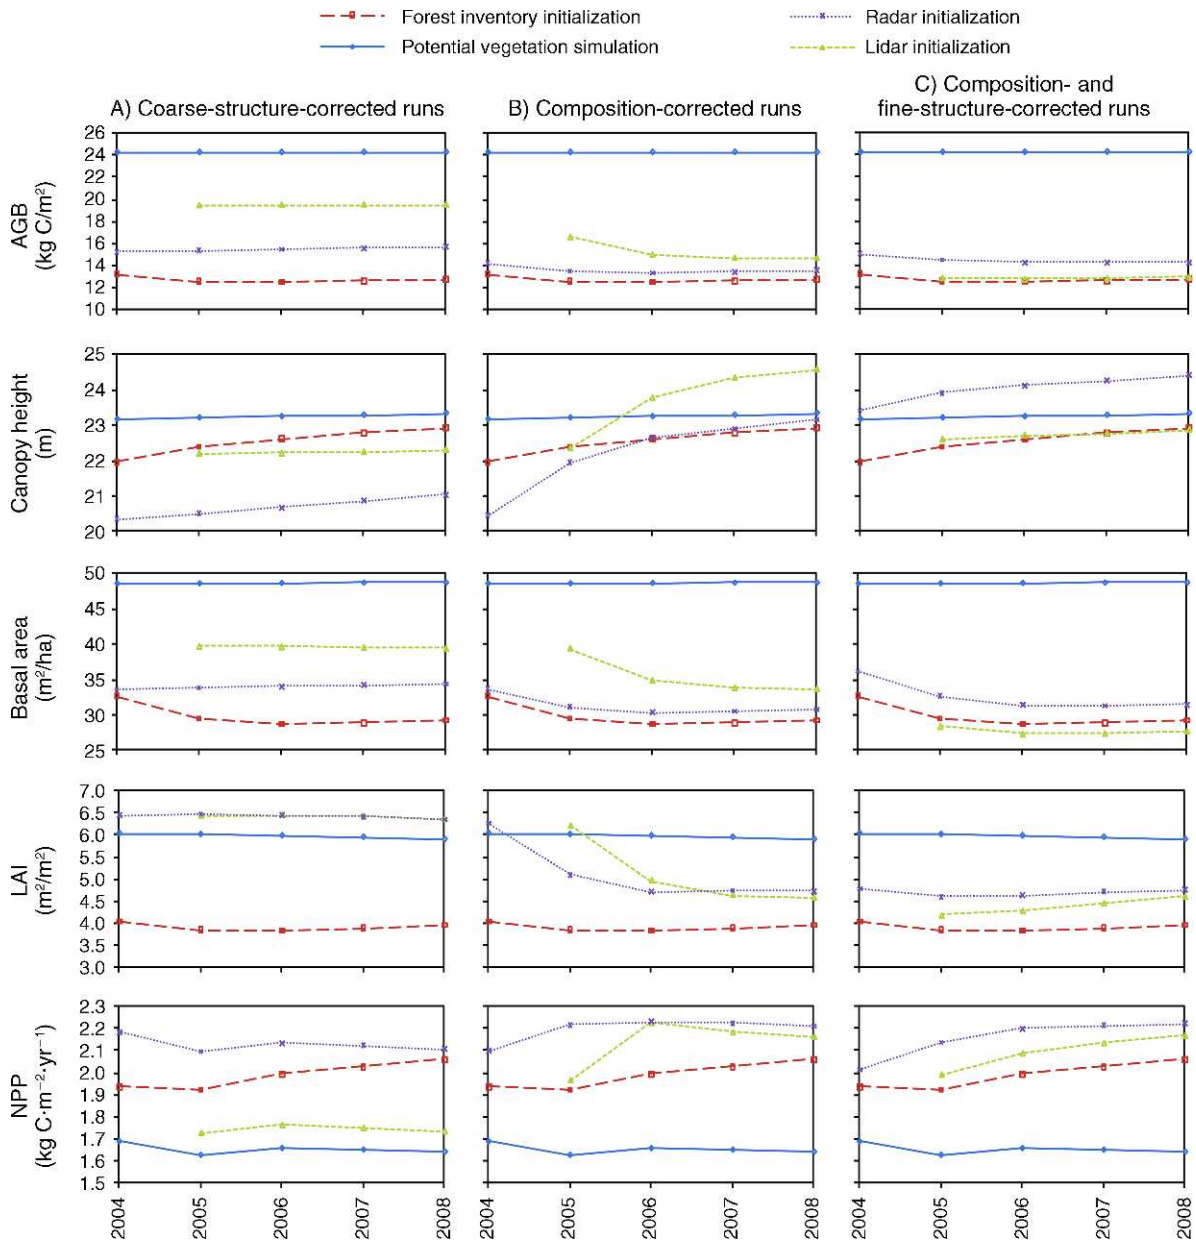 Forest inventory initialization
Radar initialization
Potential vegetation simulation
Lidar initialization
A) Coarse-structure-corrected runs
B) Composition-corrected runs
C) Composition- and
fine-structure-corrected runs
AGB
(kg C/m²)
26
24
22
20
18
16
14
12
10
Canopy height
(m)
25
24
23
22
21
20
Basal area
(m²/ha)
50
45
40
35
30
25
LAI
(m²/m²)
7.0
6.5
6.0
5.5
5.0
4.5
4.0
3.5
3.0
NPP
(kg C·m⁻²·yr⁻¹)
2.3
2.2
2.1
2.0
1.9
1.8
1.7
1.6
1.5
2004 2005 2006 2007 2008
2004 2005 2006 2007 2008
2004 2005 2006 2007 2008